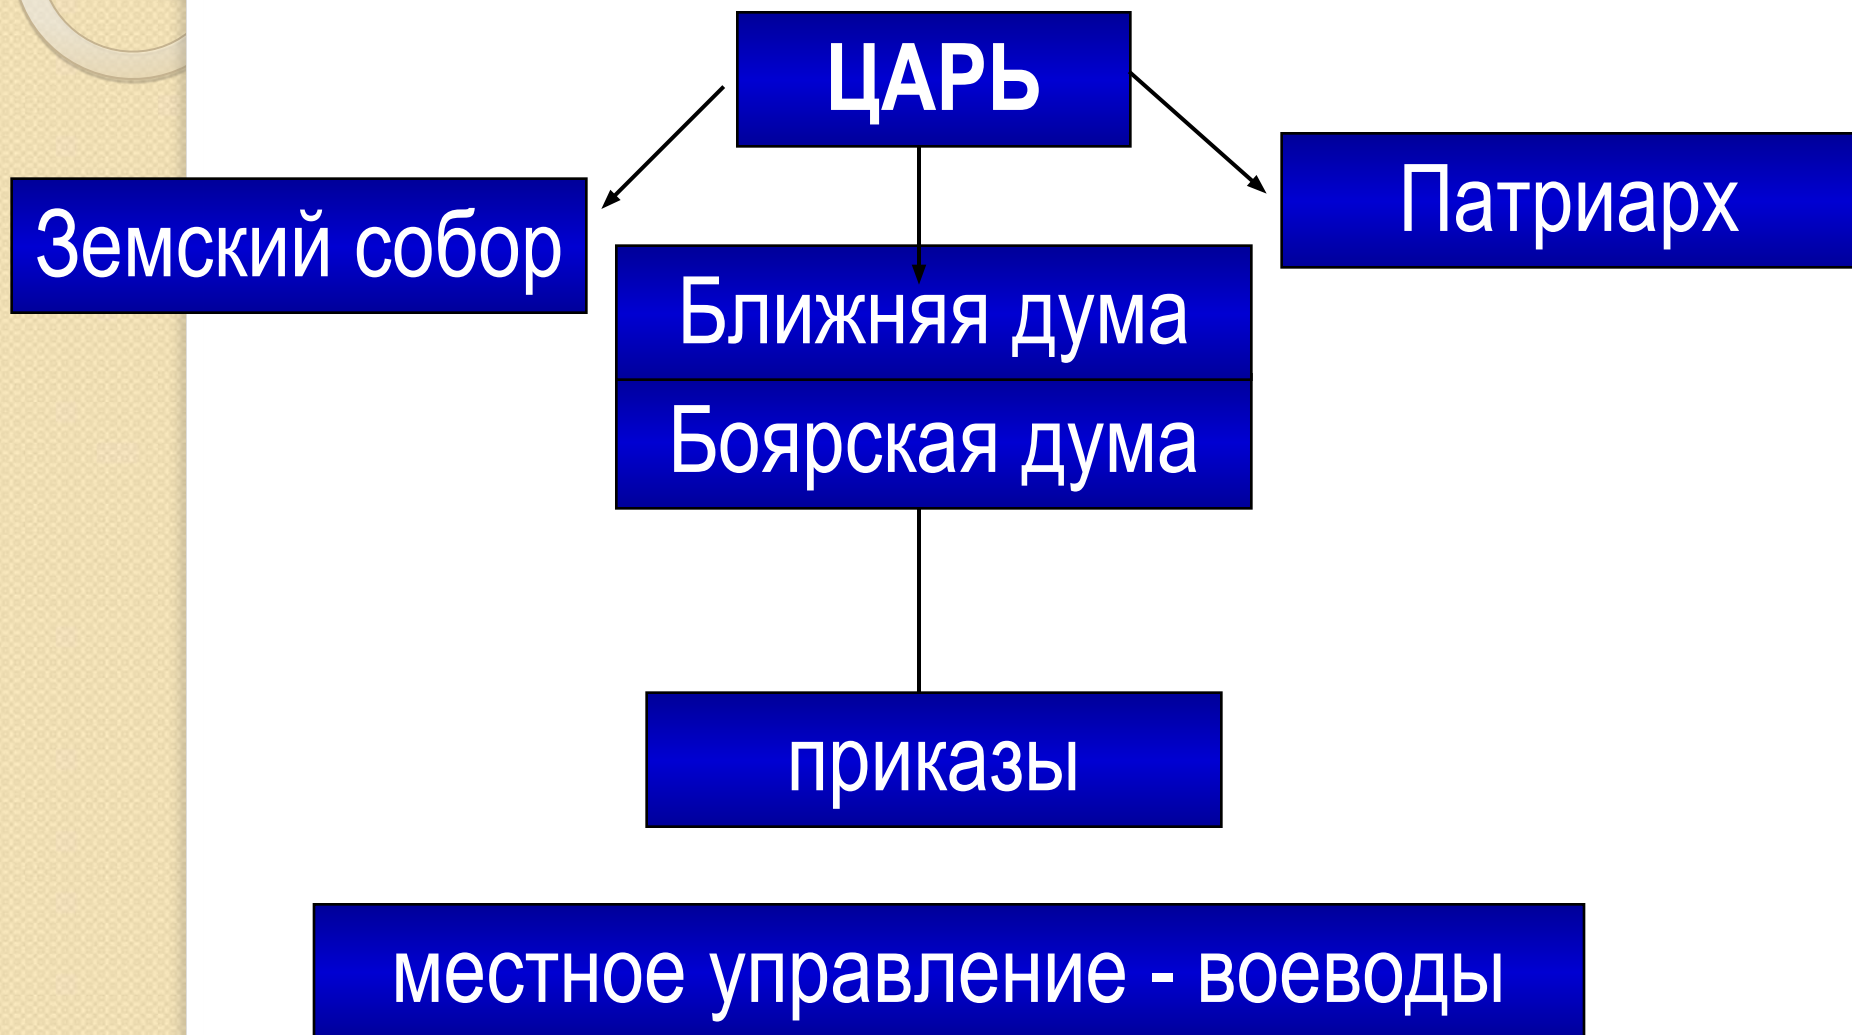 ЦАРЬ
Земский собор
Патриарх
Ближняя дума
Боярская дума
приказы
местное управление - воеводы